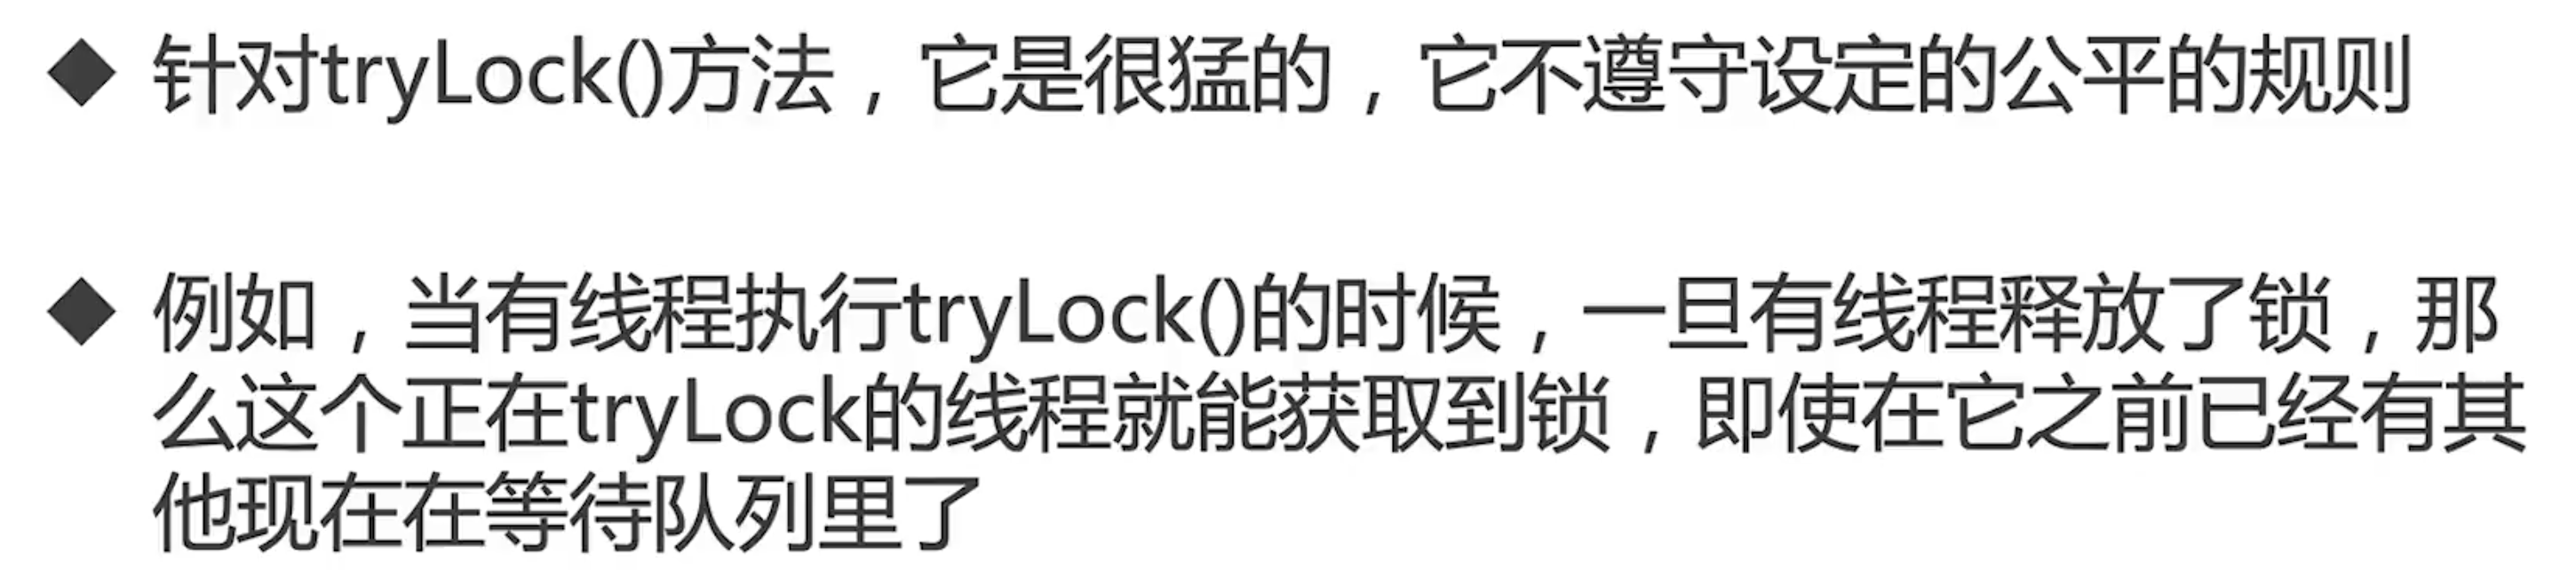 ◆ 针对tryLock()方法，它是很猛的，它不遵守设定的公平的规则
◆ 例如，当有线程执行tryLock()的时候，一旦有线程释放了锁，那
么这个正在tryLock的线程就能获取到锁，即使在它之前已经有其
他现在在等待队列里了